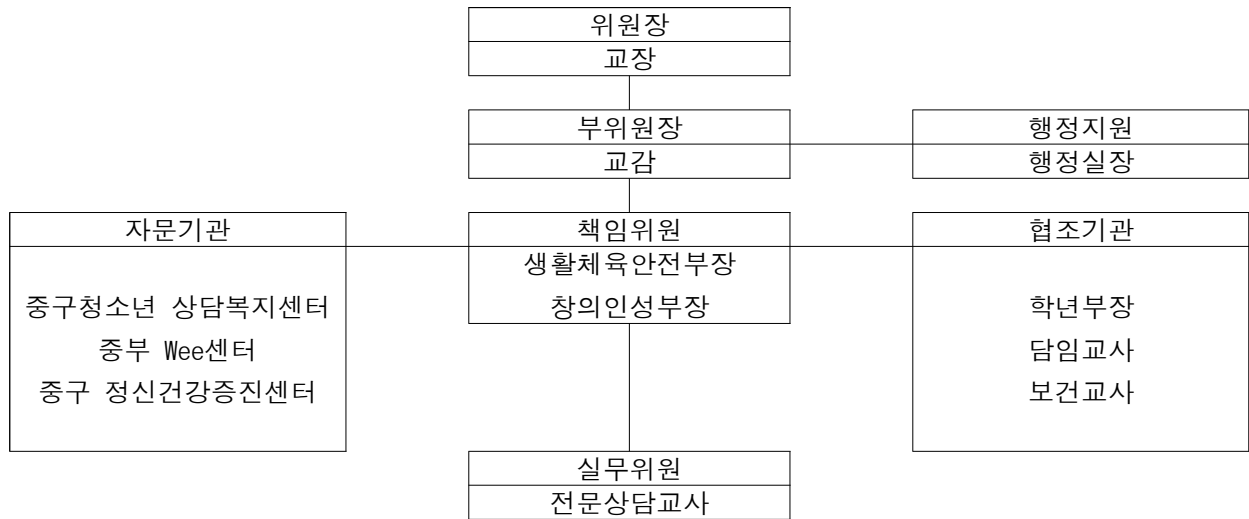 위원장
교장
부위원장
교감
행정지원
행정실장
자문기관
중구청소년 상담복지센터
중부 Wee센터
중구 정신건강증진센터
책임위원
생활체육안전부장
창의인성부장
협조기관
학년부장
담임교사
보건교사
실무위원
전문상담교사